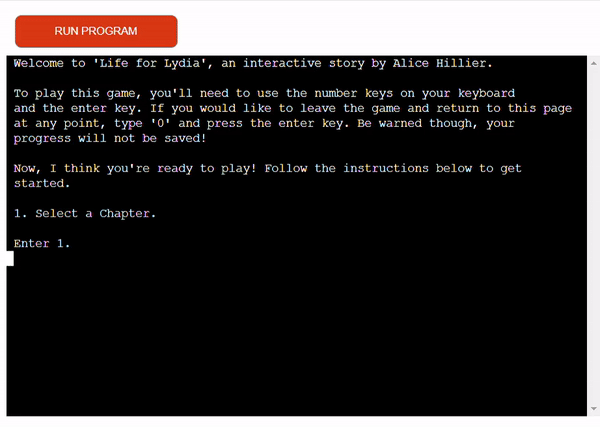 RUN PROGRAM
Welcome to 'Life for Lydia', an interactive story by Alice Hillier.
To play this game, you'll need to use the number keys on your keyboard
and the enter key. If you would like to leave the game and return to this page
at any point, type '0' and press the enter key. Be warned though, your
progress will not be saved!
Now, I think you're ready to play! Follow the instructions below to get
started.
1. Select a Chapter.
Enter 1.